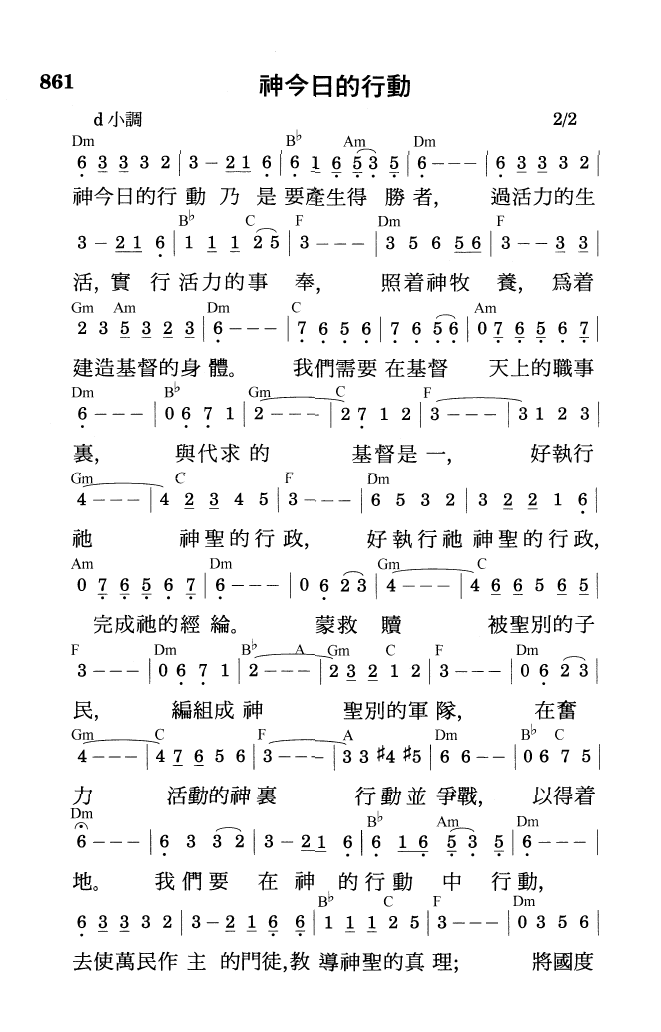 861
神今日的行動
d 小調 2/2
Dm B♭ Am Dm
6 3 3 3 2 | 3 – 2 1 6 | 6 1 6 5 3 5 | 6 – – – | 6 3 3 3 2 |
神今日的行 動 乃 是 要產生得 勝 者, 過活力的生
B♭ C F Dm F
3 – 2 1 6 | 1 1 1 2 5 | 3 – – – | 3 5 6 5 6 | 3 – – 3 3 |
活, 實 行 活力的事 奉, 照着神牧 養, 爲着
Gm Am Dm C Am
2 3 5 3 2 3 | 6 – – – | 7 6 5 6 | 7 6 5 6 | 0 7 6 5 6 7 |
建造基督的身 體。 我們需要 在基督 天上的職事
Dm B♭ Gm C F
6 – – – | 0 6 7 1 | 2 – – – | 2 7 1 2 | 3 – – – | 3 1 2 3 |
裏, 與代求 的 基督是 一, 好執行
Gm C F Dm
4 – – – | 4 2 3 4 5 | 3 – – – | 6 5 3 2 | 3 2 2 1 6 |
祂 神聖的行政, 好執行祂 神聖的行政,
Am Dm Gm C
0 7 6 5 6 7 | 6 – – – | 0 6 2 3 | 4 – – – | 4 6 6 5 6 5 |
完成祂的經 綸。 蒙救 贖 被聖別的子
F Dm B♭ A Gm C F Dm
3 – – – | 0 6 7 1 | 2 – – – | 2 3 2 1 2 | 3 – – – | 0 6 2 3 |
民, 編組成 神 聖別的軍 隊, 在奮
Gm C F A Dm B♭ C
4 – – – | 4 7 6 5 6 | 3 – – – | 3 3 ♯4 ♯5 | 6 6 – – | 0 6 7 5 |
力 活動的神 裏 行動並 爭戰, 以得着
Dm B♭ Am Dm
6 – – – | 6 3 3 2 | 3 – 2 1 6 | 6 1 6 5 3 5 | 6 – – – |
地。 我 們 要 在 神 的 行 動 中 行動,
B♭ C F Dm
6 3 3 3 2 | 3 – 2 1 6 6 | 1 1 1 2 5 | 3 – – – | 0 3 5 6 |
去使萬民作 主 的門徒,教 導神聖的真 理; 將國度